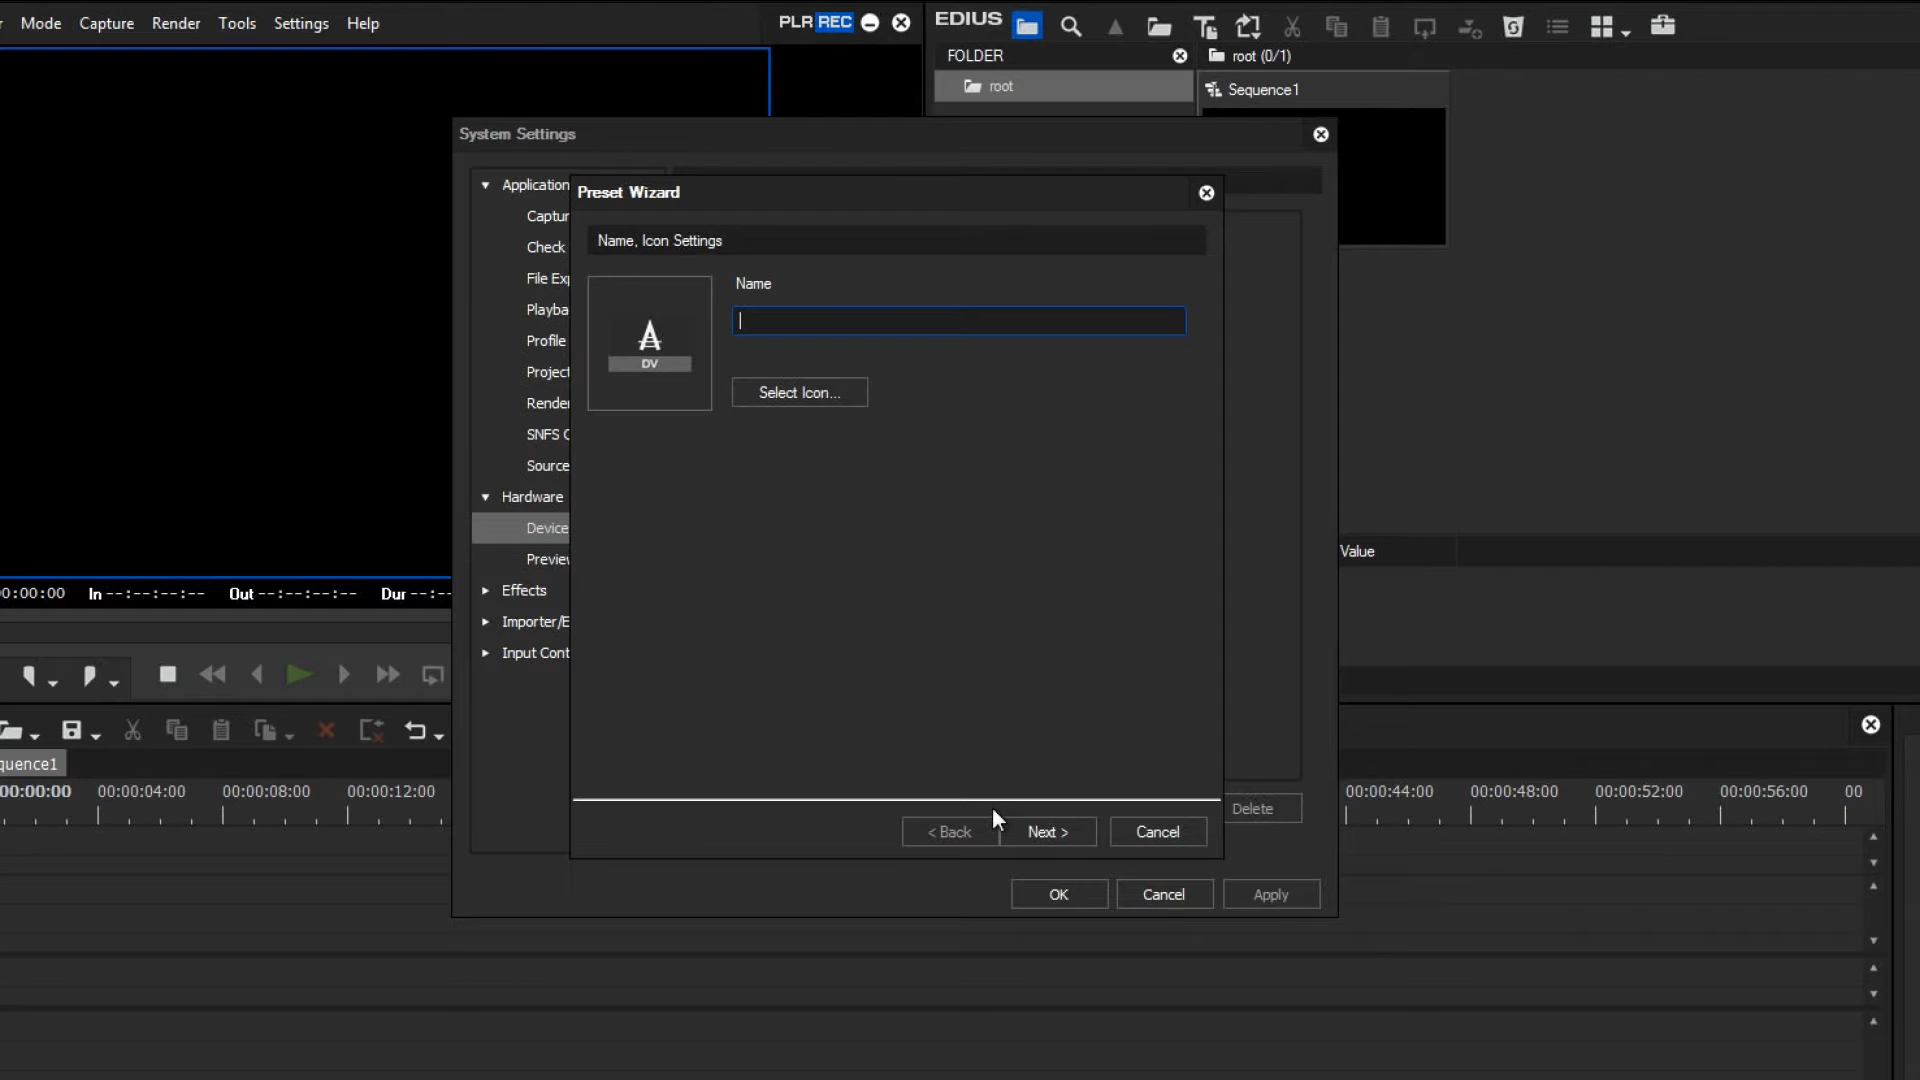 Mode Capture Render Tools Settings Help
PLR REC
EDIUS
FOLDER
root (0/1)
root
Sequence1
System Settings
Application
Preset Wizard
Captur
Name, Icon Settings
Check
File Exp
Name
Playba
Profile
DV
Project
Select Icon...
Render
SNFS C
Source
Hardware
Device
Value
Preview
Effects
0:00:00 In --:--:--:-- Out --:--:--:-- Dur --:--
Importer/E
Input Cont
quence1
00:00:00 00:00:04:00 00:00:08:00 00:00:12:00
00:00:44:00 00:00:48:00 00:00:52:00 00:00:56:00 00
Delete
< Back Next > Cancel
OK Cancel Apply